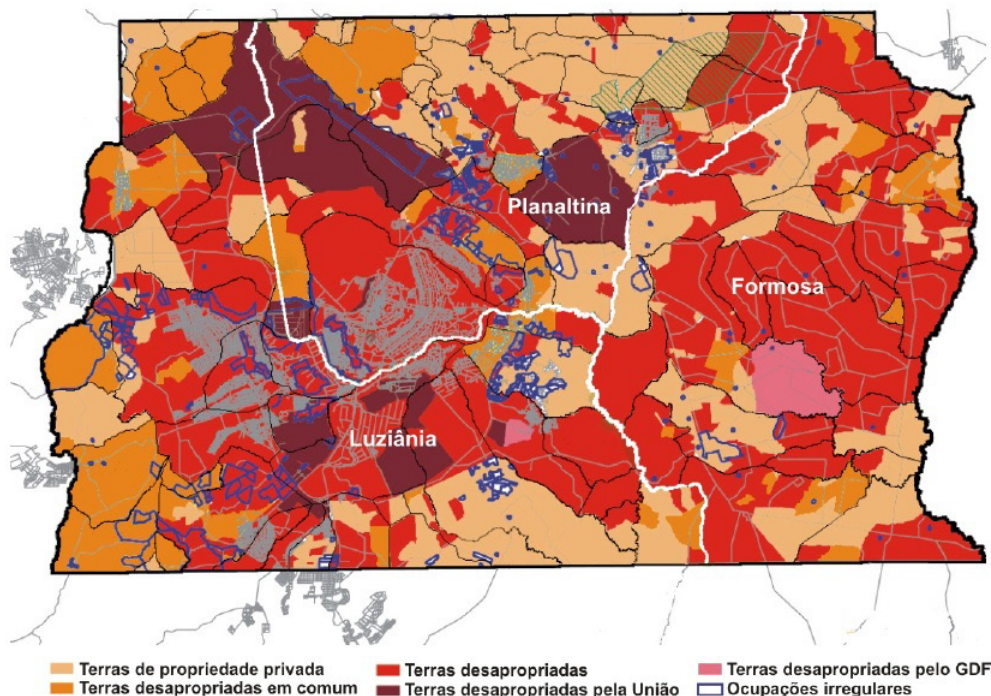 Planaltina
Formosa
Luziânia
Terras de propriedade privada
Terras desapropriadas
Terras desapropriadas pelo GDF
Terras desapropriadas em comum
Terras desapropriadas pela União
Ocupações irregulares